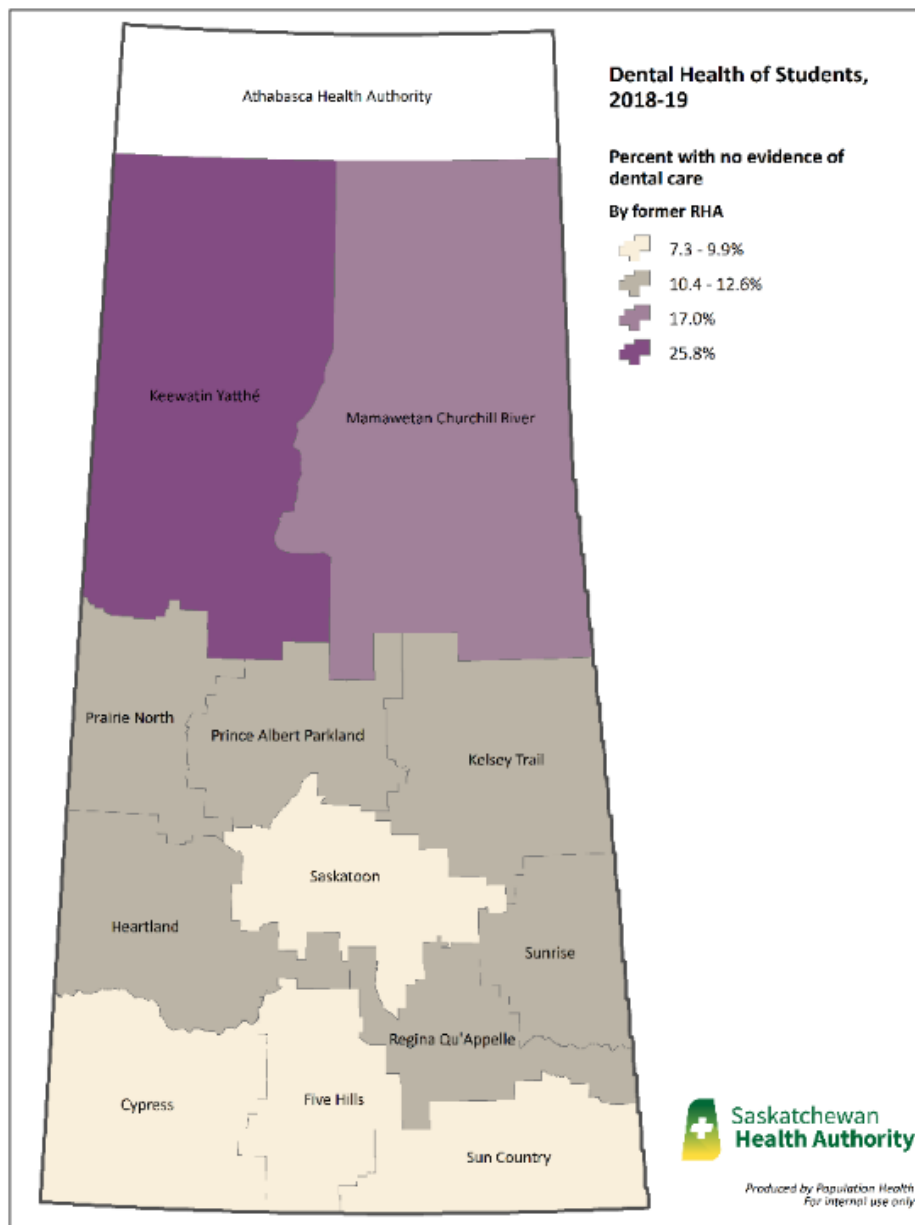 Athabasca Health Authority
Dental Health of Students,
2018-19
Percent with no evidence of
dental care
By former RHA
7.3 - 9.9%
10.4 - 12.6%
17.0%
25.8%
Keewatin Yatthé
Mamawetan Churchill River
Prairie North
Prince Albert Parkland
Kelsey Trail
Saskatoon
Heartland
Sunrise
Regina Qu'Appelle
Cypress
Five Hills
Sun Country
Saskatchewan
Health Authority
Produced by Population Health
For internal use only